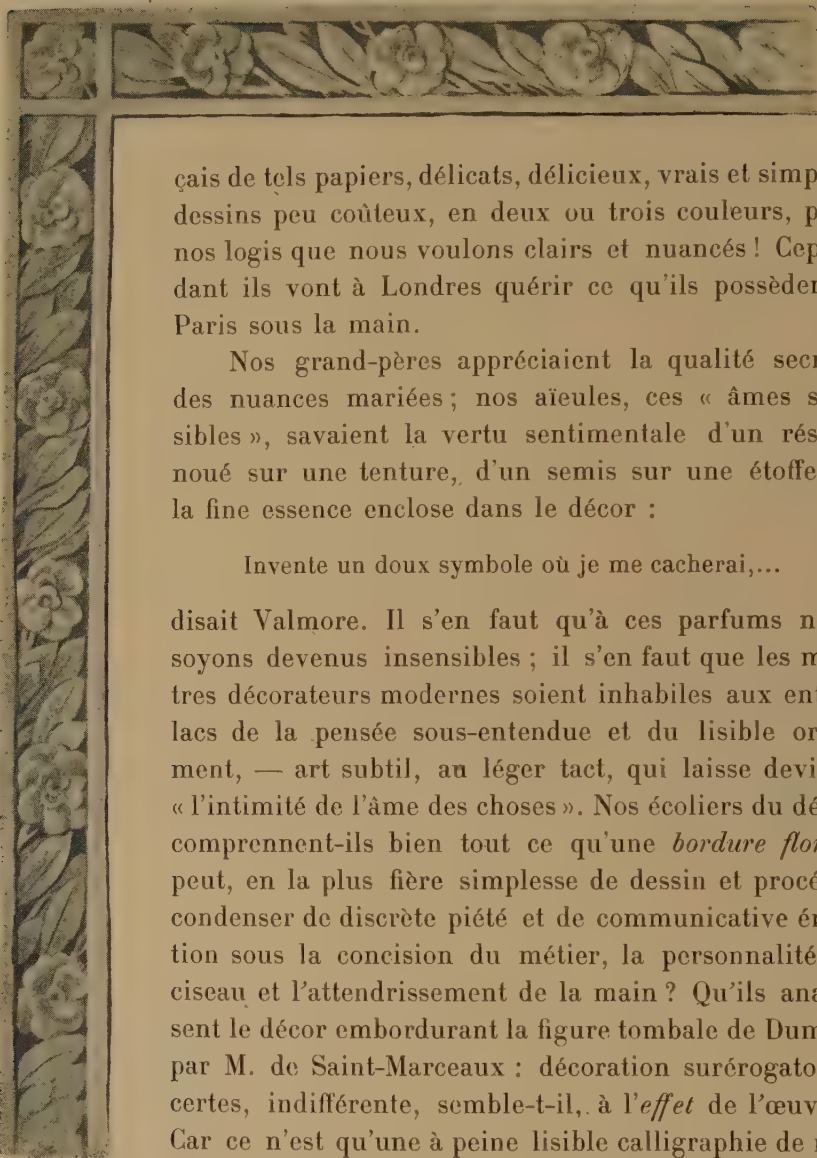 çais de tels papiers, délicats, délicieux, vrais et simp
dessins peu coûteux, en deux ou trois couleurs, p
nos logis que nous voulons clairs et nuancés ! Cep
dant ils vont à Londres quérir ce qu'ils possèden
Paris sous la main.
Nos grand-pères appréciaient la qualité secr
des nuances mariées ; nos aïeules, ces « âmes s
sibles », savaient la vertu sentimentale d'un rés
noué sur une tenture, d'un semis sur une étoffe
la fine essence enclose dans le décor :
Invente un doux symbole où je me cacherai,...
disait Valmore. Il s'en faut qu'à ces parfums n
soyons devenus insensibles ; il s'en faut que les m
tres décorateurs modernes soient inhabiles aux ent
lacs de la pensée sous-entendue et du lisible or
ment, — art subtil, au léger tact, qui laisse devi
« l'intimité de l'âme des choses ». Nos écoliers du dé
comprennent-ils bien tout ce qu'une bordure flor
peut, en la plus fière simplesse de dessin et procé
condenser de discrète piété et de communicative ém
tion sous la concision du métier, la personnalité
ciseau et l'attendrissement de la main ? Qu'ils ana
sent le décor embordurant la figure tombale de Dum
par M. de Saint-Marceaux : décoration surérogato
certes, indifférente, semble-t-il, à l'effet de l'œuv
Car ce n'est qu'une à peine lisible calligraphie de